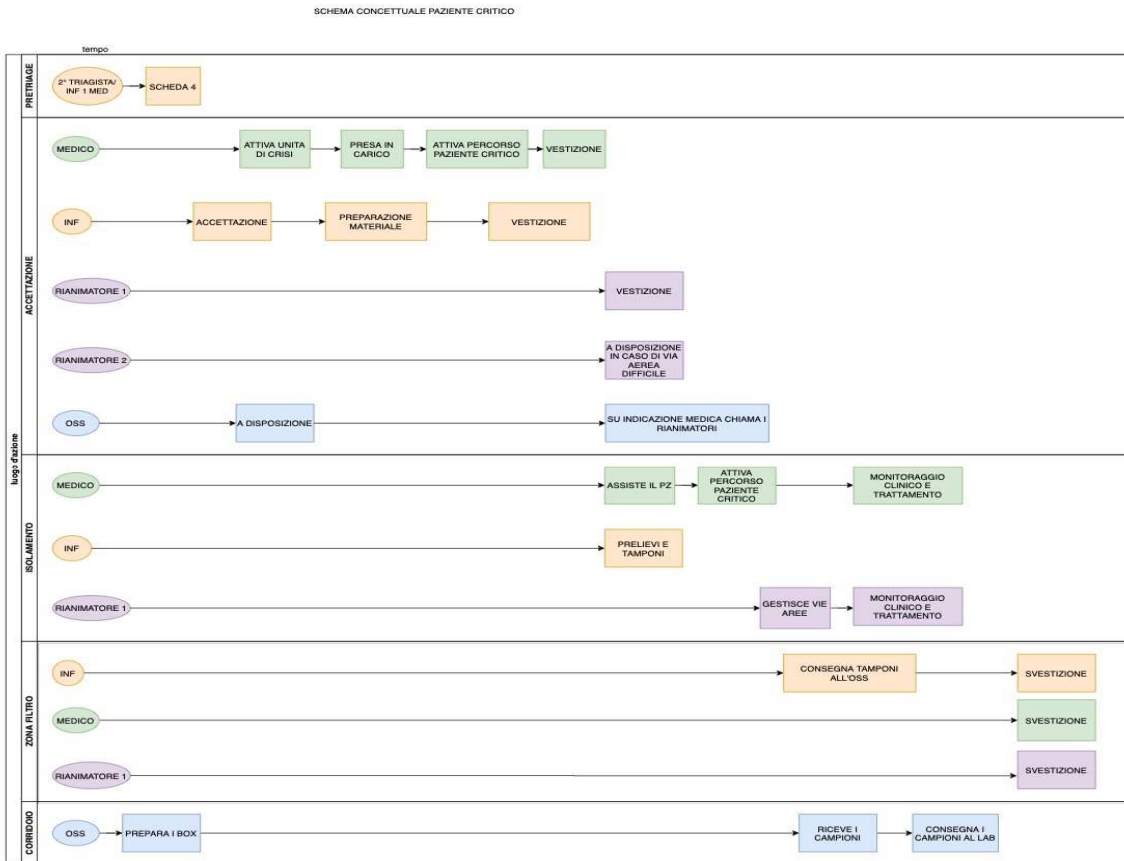 SCHEMA CONCETTUALE PAZIENTE CRITICO
tempo
luogo d'azione
PRETRIAGE
2° TRIAGISTA/
INF 1 MED
SCHEDA 4
ACCETTAZIONE
MEDICO
ATTIVA UNITA
DI CRISI
PRESA IN
CARICO
ATTIVA PERCORSO
PAZIENTE CRITICO
VESTIZIONE
INF
ACCETTAZIONE
PREPARAZIONE
MATERIALE
VESTIZIONE
RIANIMATORE 1
VESTIZIONE
RIANIMATORE 2
A DISPOSIZIONE
IN CASO DI VIA
AEREA
DIFFICILE
OSS
A DISPOSIZIONE
SU INDICAZIONE MEDICA CHIAMA I
RIANIMATORI
ISOLAMENTO
MEDICO
ASSISTE IL PZ
ATTIVA
PERCORSO
PAZIENTE
CRITICO
MONITORAGGIO
CLINICO E
TRATTAMENTO
INF
PRELIEVI E
TAMPONI
RIANIMATORE 1
GESTISCE VIE
AREE
MONITORAGGIO
CLINICO E
TRATTAMENTO
ZONA FILTRO
INF
CONSEGNA TAMPONI
ALL'OSS
SVESTIZIONE
MEDICO
SVESTIZIONE
RIANIMATORE 1
SVESTIZIONE
CORRIDOIO
OSS
PREPARA I BOX
RICEVE I
CAMPIONI
CONSEGNA I
CAMPIONI AL LAB